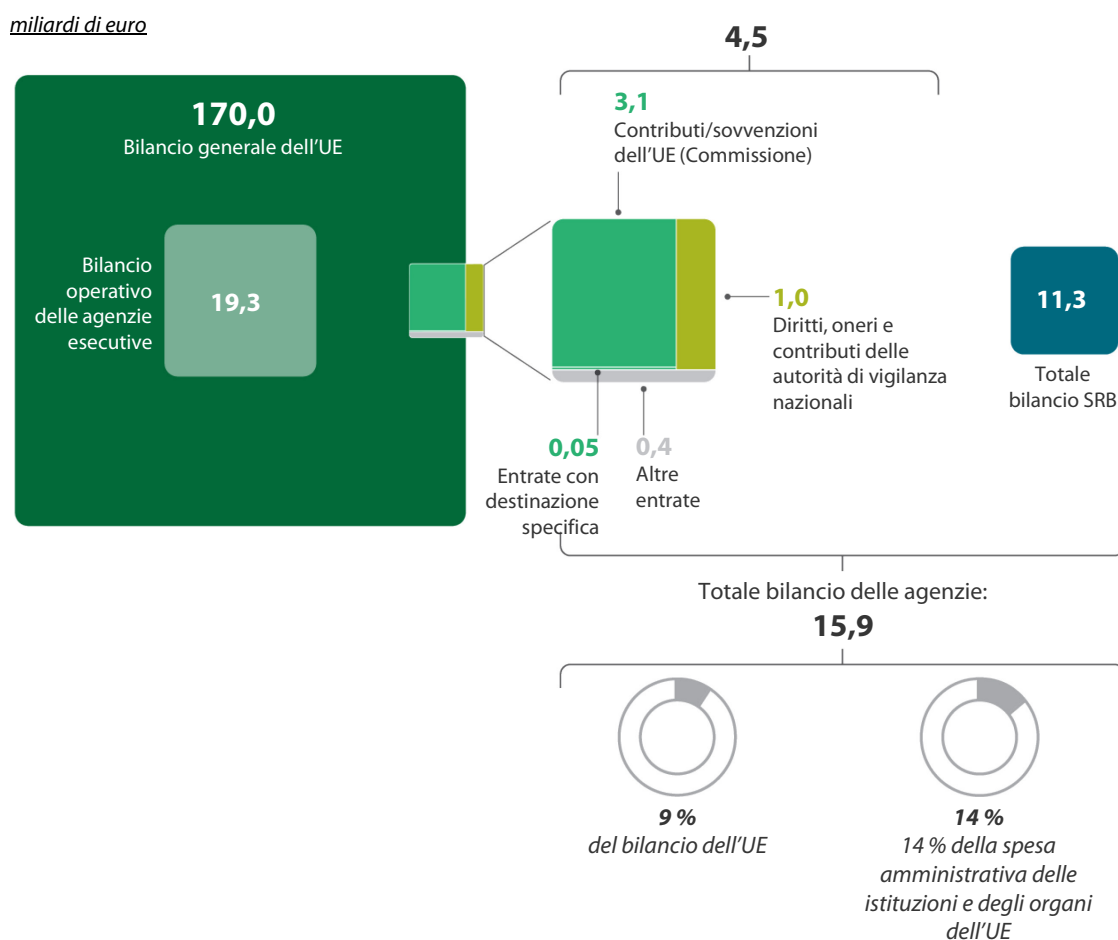 miliardi di euro
170,0
Bilancio generale dell'UE
Bilancio
operativo
delle agenzie
esecutive
19,3
4,5
3,1
Contributi/sovvenzioni
dell'UE (Commissione)
1,0
Diritti, oneri e
contributi delle
autorità di vigilanza
nazionali
0,05
Entrate con
destinazione
specifica
0,4
Altre
entrate
11,3
Totale
bilancio SRB
Totale bilancio delle agenzie:
15,9
9 %
del bilancio dell'UE
14 %
14 % della spesa
amministrativa delle
istituzioni e degli organi
dell'UE